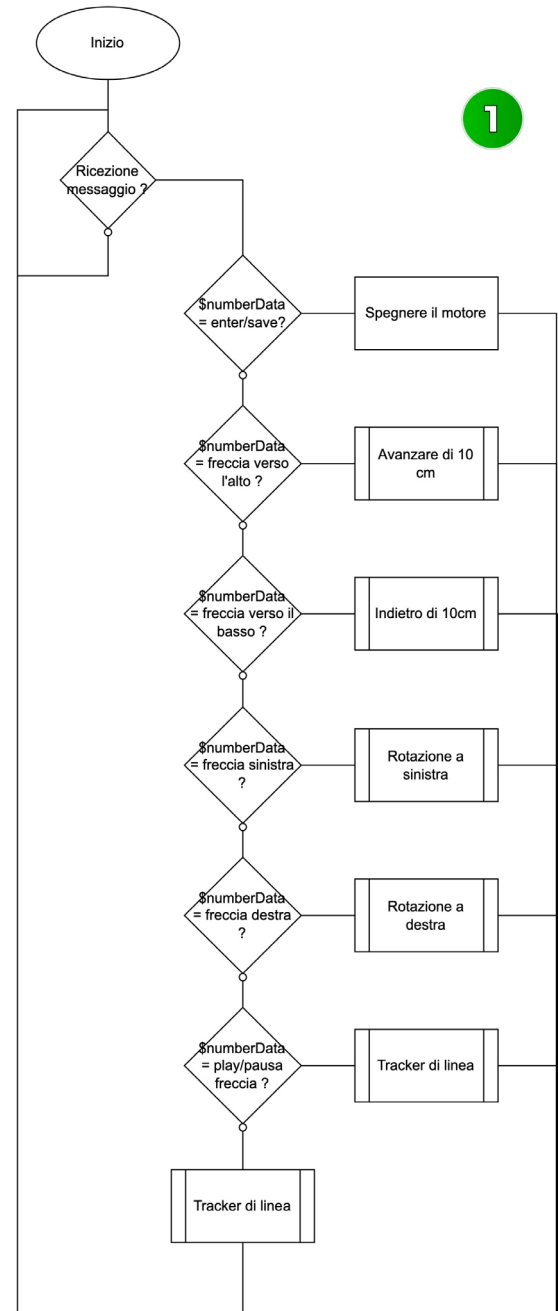 Inizio
1
Ricezione
messaggio ?
$numberData
= enter/save?
Spegnere il motore
$numberData
= freccia verso
l'alto ?
Avanzare di 10
cm
$numberData
= freccia verso il
basso ?
Indietro di 10cm
$numberData
= freccia sinistra
?
Rotazione a
sinistra
$numberData
= freccia destra
?
Rotazione a
destra
$numberData
= play/pausa
freccia ?
Tracker di linea
Tracker di linea